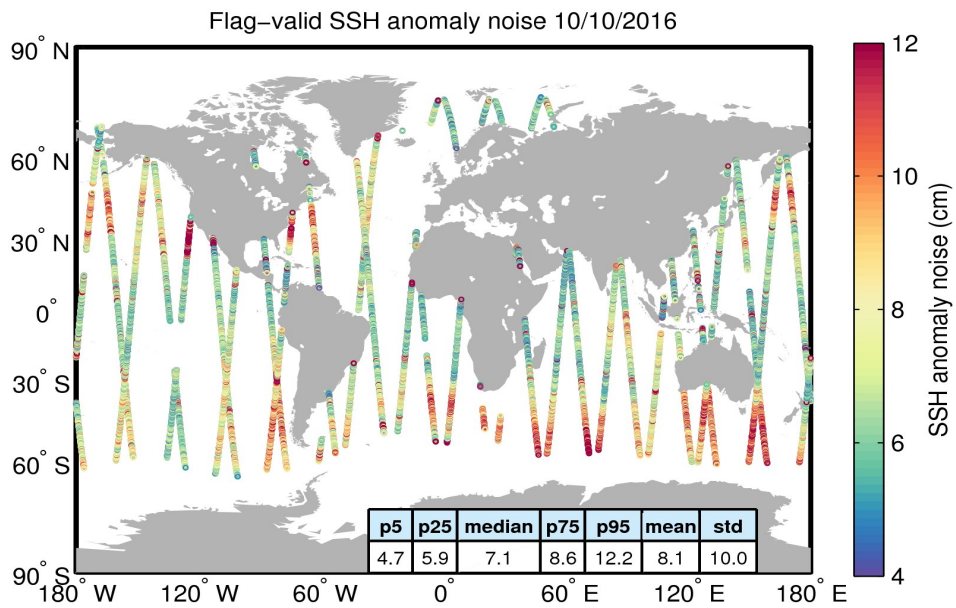 Flag−valid SSH anomaly noise 10/10/2016
90° N
60° N
30° N
0°
30° S
60° S
90° S
180° W 120° W 60° W 0° 60° E 120° E 180° E
p5 p25 median p75 p95 mean std
4.7 5.9 7.1 8.6 12.2 8.1 10.0
12
10
8
6
4
SSH anomaly noise (cm)